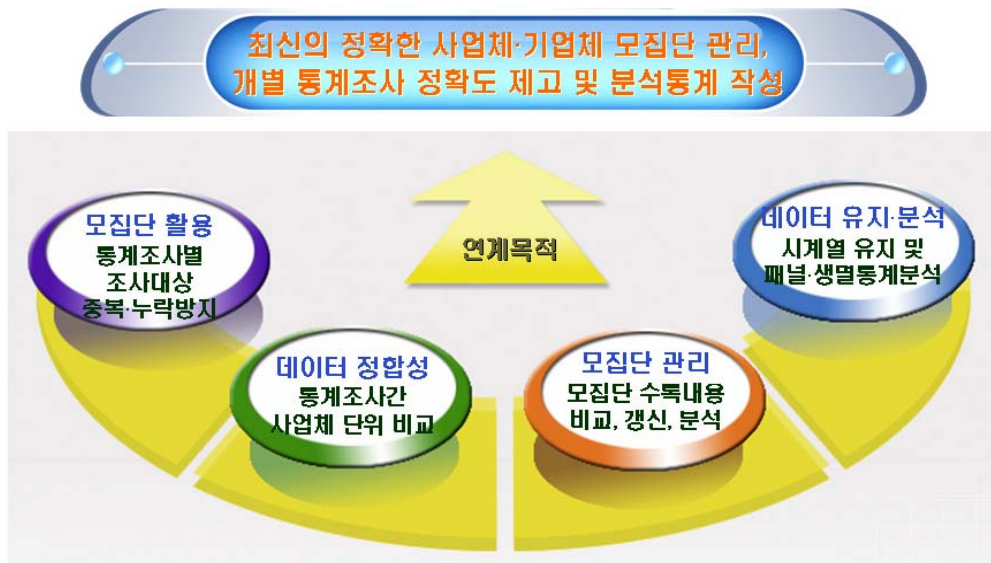 최신의 정확한 사업체·기업체 모집단 관리,
개별 통계조사 정확도 제고 및 분석통계 작성
연계목적
모집단 활용
통계조사별
조사대상
중복·누락방지
데이터 정합성
통계조사간
사업체 단위 비교
모집단 관리
모집단 수록내용
비교, 갱신, 분석
데이터 유지·분석
시계열 유지 및
패널·생멸통계분석